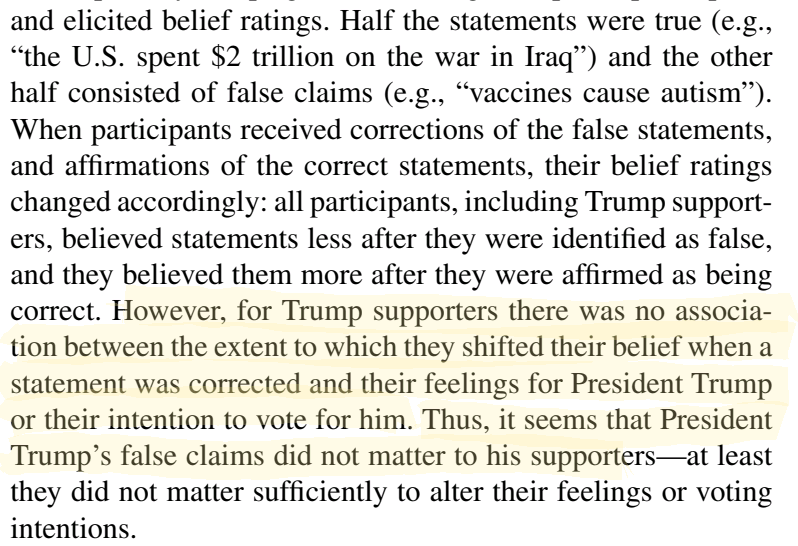 and elicited belief ratings. Half the statements were true (e.g.,
“the U.S. spent $2 trillion on the war in Iraq”) and the other
half consisted of false claims (e.g., “vaccines cause autism”).
When participants received corrections of the false statements,
and affirmations of the correct statements, their belief ratings
changed accordingly: all participants, including Trump support-
ers, believed statements less after they were identified as false,
and they believed them more after they were affirmed as being
correct. However, for Trump supporters there was no associa-
tion between the extent to which they shifted their belief when a
statement was corrected and their feelings for President Trump
or their intention to vote for him. Thus, it seems that President
Trump’s false claims did not matter to his supporters—at least
they did not matter sufficiently to alter their feelings or voting
intentions.